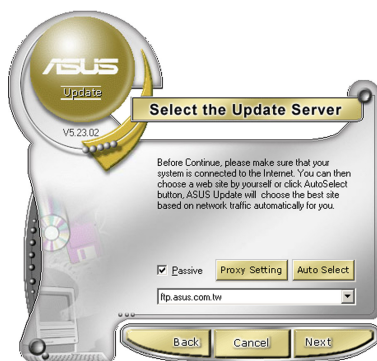 ASUS
Update
V5.23.02
Select the Update Server
Before Continue, please make sure that your
system is connected to the Internet. You can then
choose a web site by yourself or click AutoSelect
button, ASUS Update will choose the best site
based on network traffic automatically for you.
Passive
Proxy Setting
Auto Select
ftp.asus.com.tw
Back
Cancel
Next